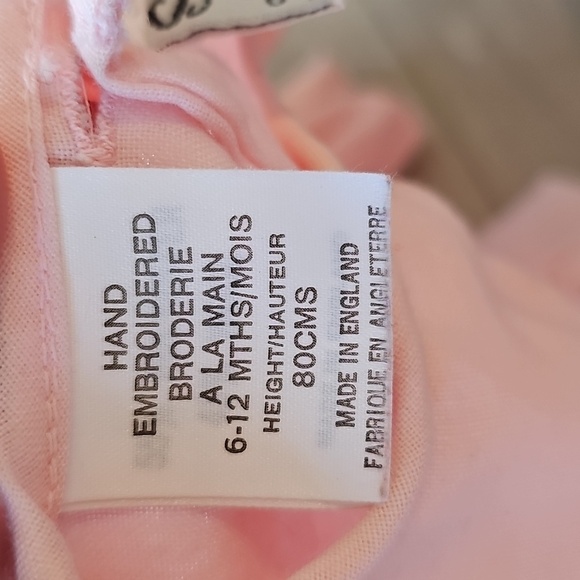 HAND
EMBROIDERED
BRODERIE
A LA MAIN
6-12 MTHS/MOIS
HEIGHT/HAUTEUR
80CMS
MADE IN ENGLAND
FABRIQUE EN ANGLETERRE